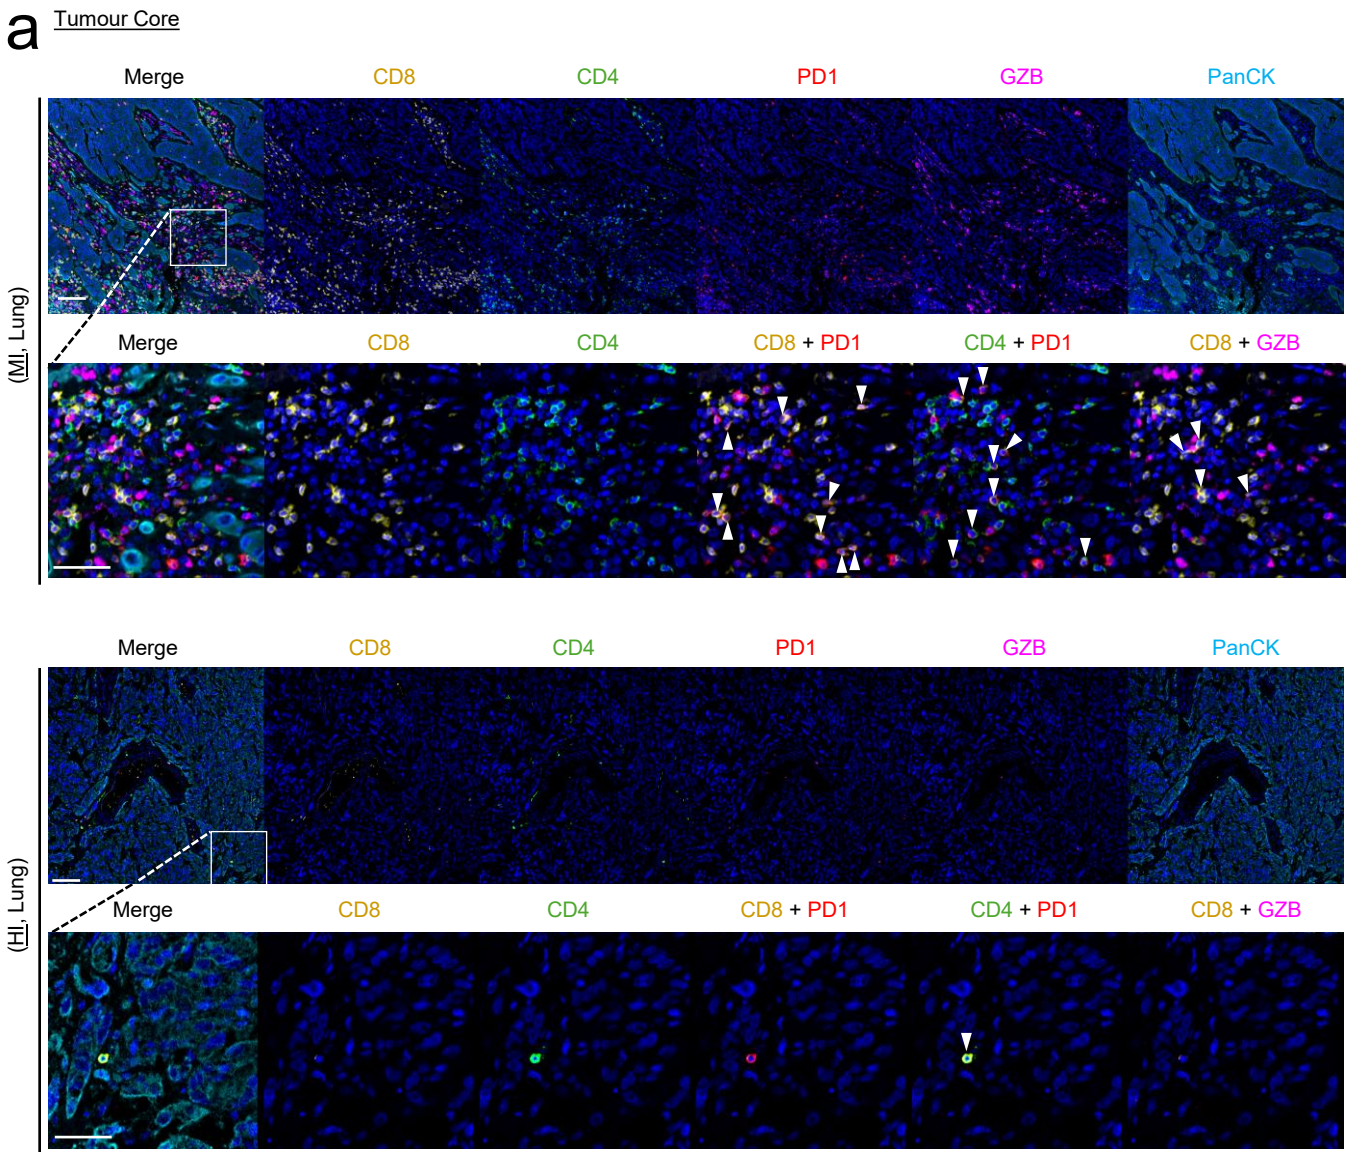 a Tumour Core
Merge CD8 CD4 PD1 GZB PanCK
(MI, Lung)
Merge CD8 CD4 CD8 + PD1 CD4 + PD1 CD8 + GZB
Merge CD8 CD4 PD1 GZB PanCK
(HI, Lung)
Merge CD8 CD4 CD8 + PD1 CD4 + PD1 CD8 + GZB